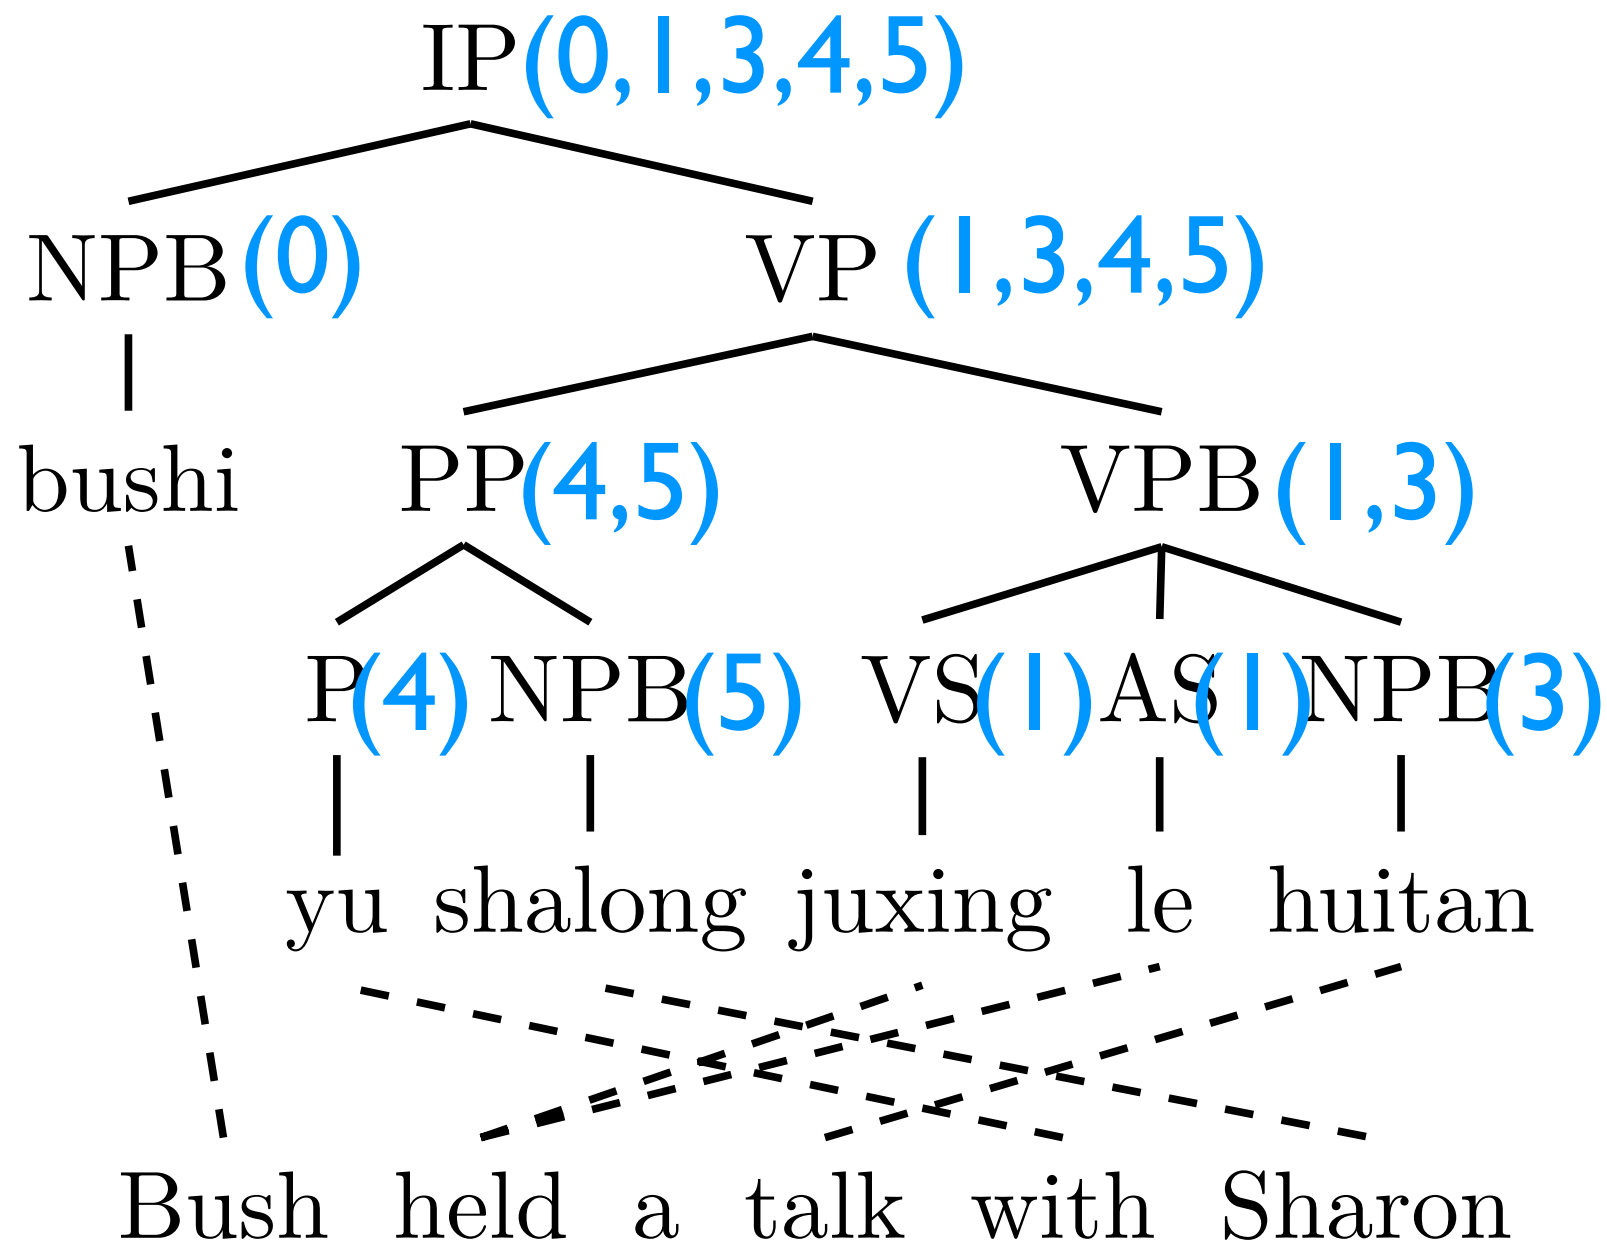 IP(0,1,3,4,5)
NPB(0) VP (1,3,4,5)
bushi PP(4,5) VPB (1,3)
P(4) NPB(5) VS(1) AS(1) NPB(3)
yu shalong juxing le huitan
Bush held a talk with Sharon